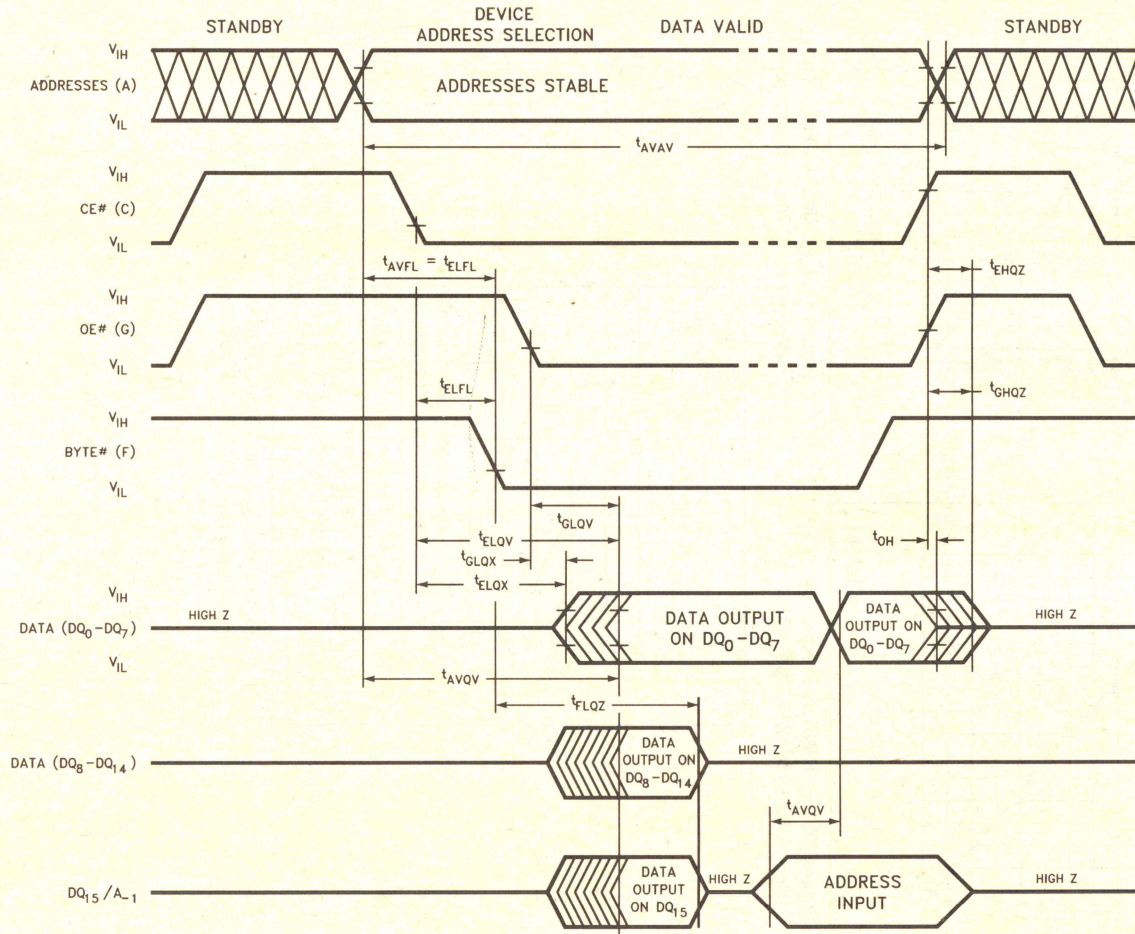 STANDBY
DEVICE
ADDRESS SELECTION
DATA VALID
STANDBY
VIH
ADDRESSES (A)
ADDRESSES STABLE
VIL
tAVAV
VIH
CE# (C)
VIL
tAVFL = tELFL
tEHQZ
VIH
OE# (G)
VIL
tELFL
tGHQZ
VIH
BYTE# (F)
VIL
tGLQV
tELQV
tOH
tGLQX
tELQX
VIH
HIGH Z
DATA (DQ0-DQ7)
DATA OUTPUT
ON DQ0-DQ7
DATA
OUTPUT ON
DQ0-DQ7
HIGH Z
VIL
tAVQV
tFLQZ
DATA (DQ8-DQ14)
DATA
OUTPUT ON
DQ8-DQ14
HIGH Z
tAVQV
DQ15/A-1
DATA
OUTPUT
ON DQ15
HIGH Z
ADDRESS
INPUT
HIGH Z